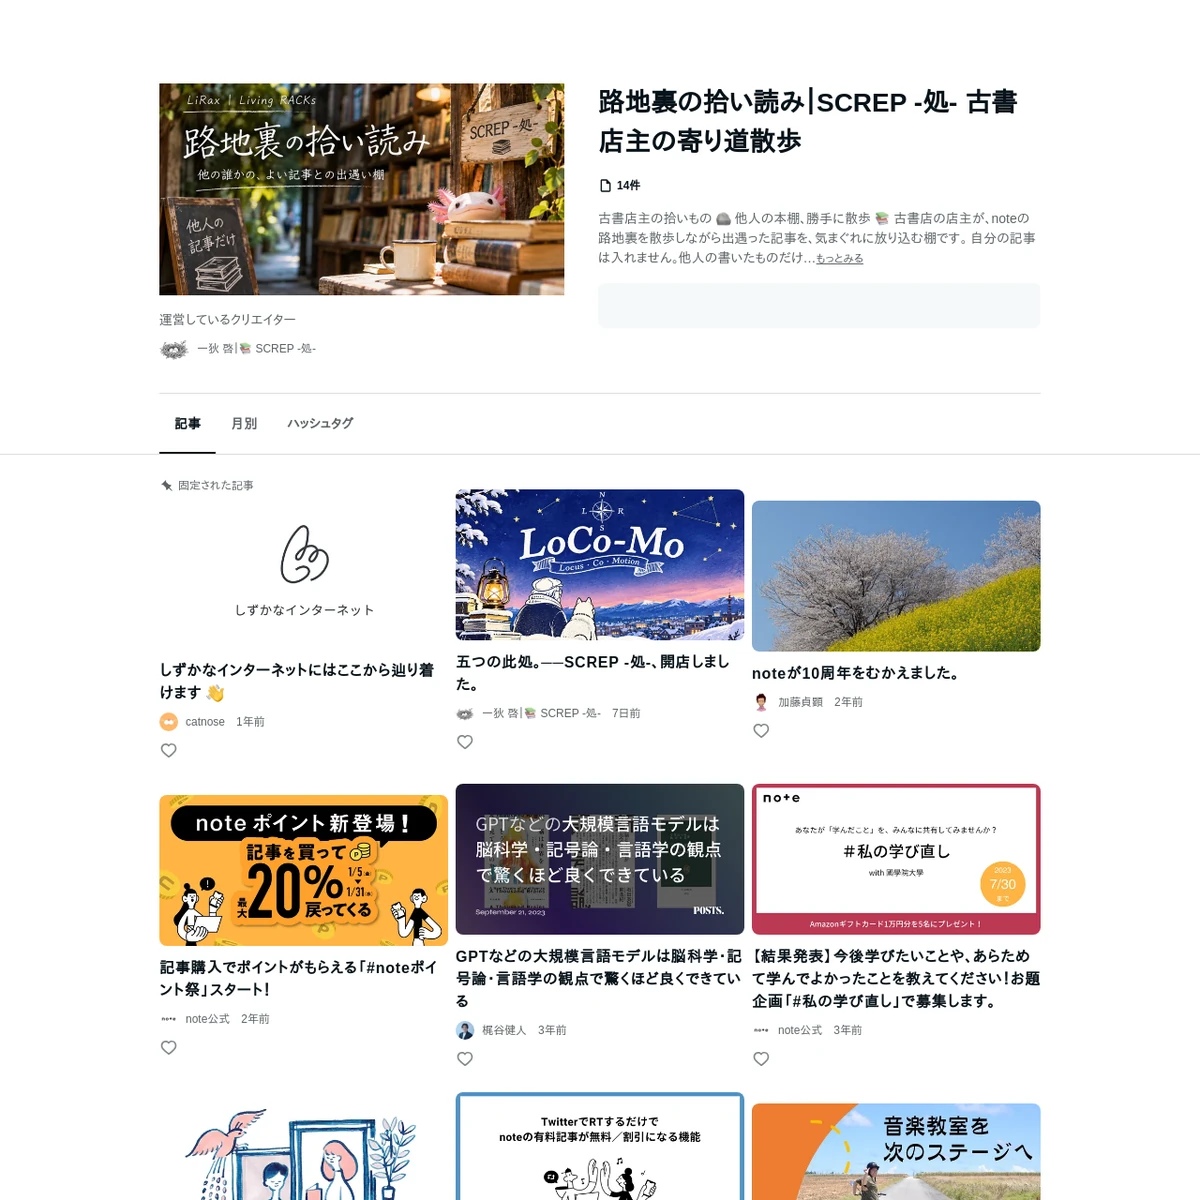 LiRax | Living RACKs
路地裏の拾い読み
他の誰かの、よい記事との出遇い棚
SCREP -処-
他人の
記事だけ
路地裏の拾い読み|SCREP -処- 古書
店主の寄り道散歩
14件
古書店主の拾いもの 🪨 他人の本棚、勝手に散歩 📚 古書店の店主が、noteの
路地裏を散歩しながら出遇った記事を、気まぐれに放り込む棚です。 自分の記事
は入れません。他人の書いたものだけ…もっとみる
運営しているクリエイター
一狄 啓|📚 SCREP -処-
記事
月別
ハッシュタグ
固定された記事
しずかなインターネット
しずかなインターネットにはここから辿り着
けます 👋
catnose 1年前
N
L R
S
LoCo-Mo
Locus · Co · Motion
五つの此処。──SCREP -処-、開店しまし
た。
一狄 啓|📚 SCREP -処- 7日前
noteが10周年をむかえました。
加藤貞顕 2年前
note ポイント新登場!
記事を買って
最大20%戻ってくる
1/5(金)
1/31(水)
記事購入でポイントがもらえる「#noteポイ
ント祭」スタート!
note公式 2年前
GPTなどの大規模言語モデルは
脳科学・記号論・言語学の観点
で驚くほど良くできている
September 21, 2023
POSTS.
GPTなどの大規模言語モデルは脳科学・記
号論・言語学の観点で驚くほど良くできてい
る
梶谷健人 3年前
note
あなたが「学んだこと」を、みんなに共有してみませんか?
#私の学び直し
with 國學院大學
2023
7/30
まで
Amazonギフトカード1万円分を5名にプレゼント!
【結果発表】今後学びたいことや、あらため
て学んでよかったことを教えてください!お題
企画「#私の学び直し」で募集します。
note公式 3年前
TwitterでRTするだけで
noteの有料記事が無料/割引になる機能
音楽教室を
次のステージへ